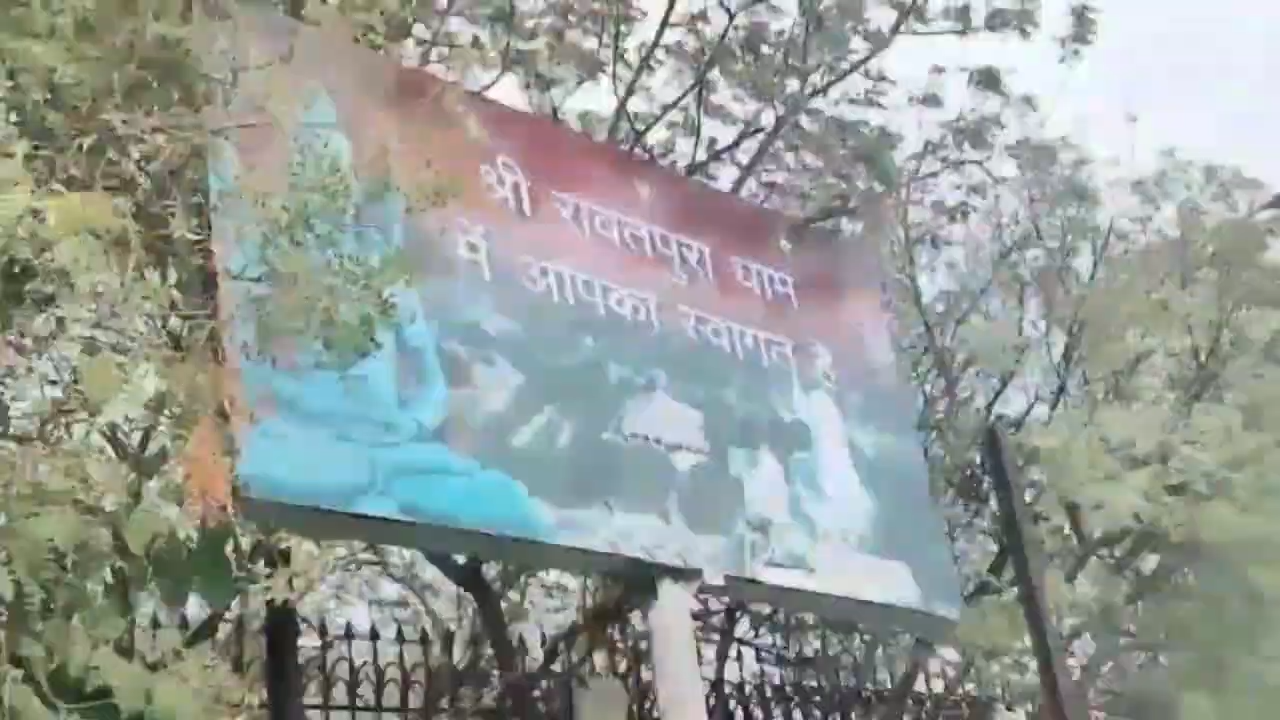 श्री रावतपुरा धाम
में आपका स्वागत है